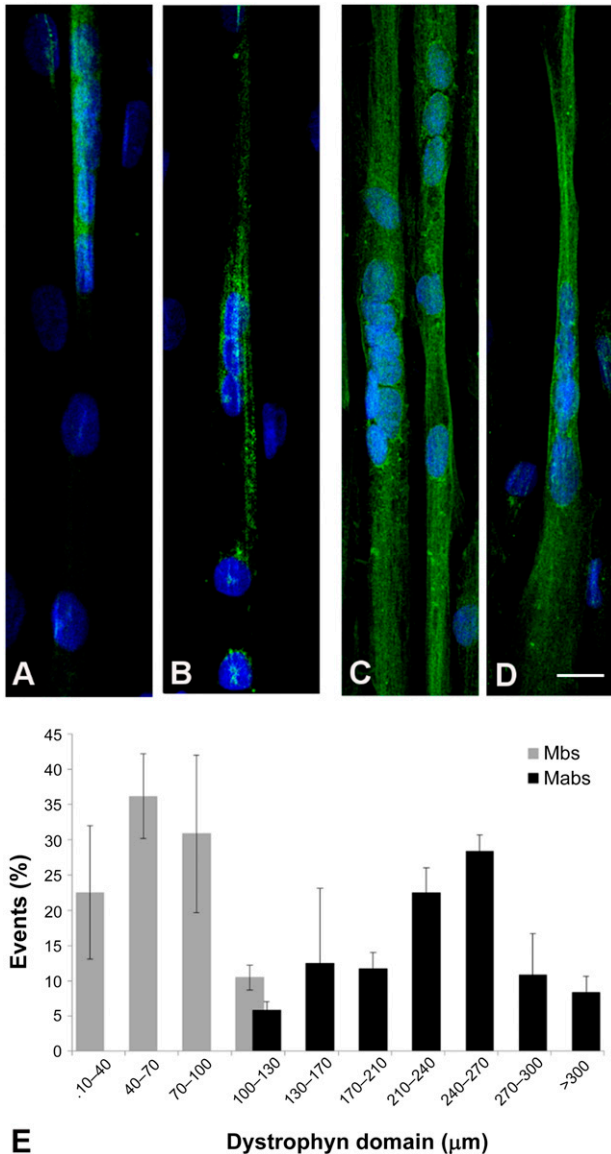 A
B
C
D
45
40
35
30
25
20
15
10
5
0
Events (%)
Mbs
Mabs
.10–40
40–70
70–100
100–130
130–170
170–210
210–240
240–270
270–300
>300
E
Dystrophyn domain (μm)